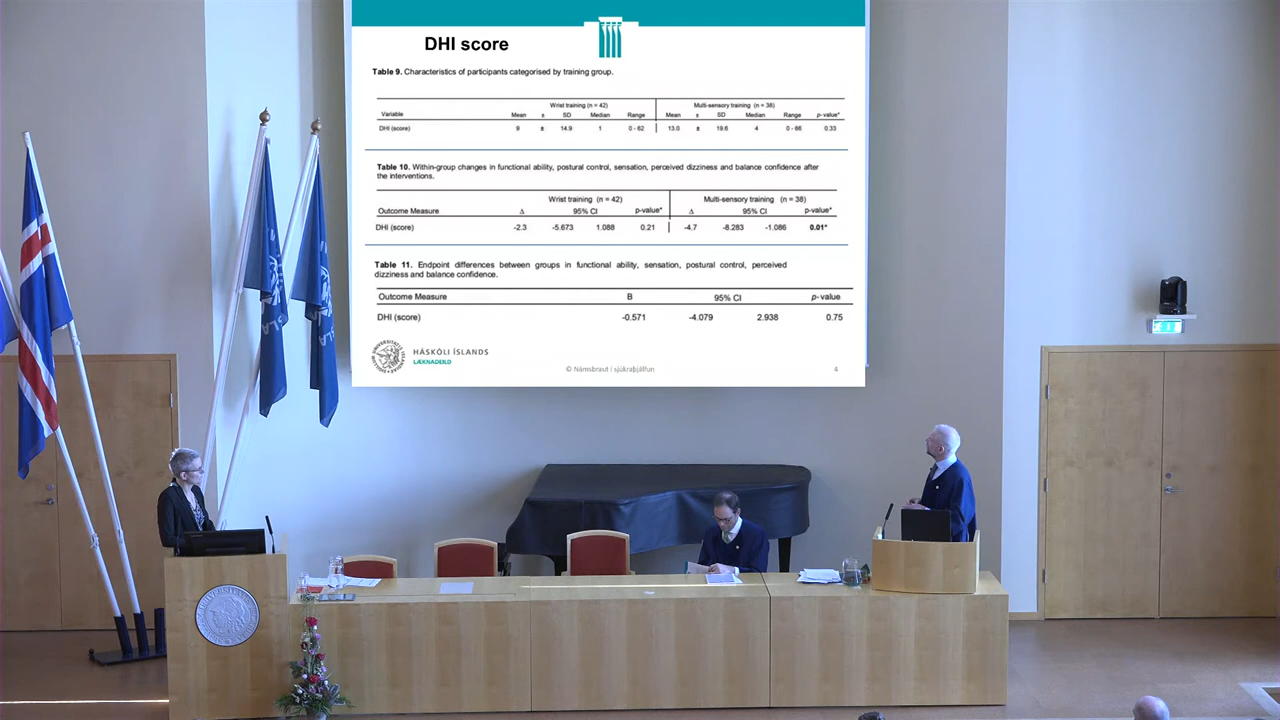 DHI score
Table 9. Characteristics of participants categorised by training group.
Wrist training (n = 42) Multi-sensory training (n = 38)
Variable Mean ± SD Median Range Mean ± SD Median Range p-value*
DHI (score) 9 ± 14.9 1 0 - 62 13.0 ± 19.6 4 0 - 66 0.33
Table 10. Within-group changes in functional ability, postural control, sensation, perceived dizziness and balance confidence after
the interventions.
Wrist training (n = 42) Multi-sensory training (n = 38)
Outcome Measure Δ 95% CI p-value* Δ 95% CI p-value*
DHI (score) -2.3 -5.673 1.088 0.21 -4.7 -8.283 -1.086 0.01*
Table 11. Endpoint differences between groups in functional ability, sensation, postural control, perceived
dizziness and balance confidence.
Outcome Measure B 95% CI p-value
DHI (score) -0.571 -4.079 2.938 0.75
HÁSKÓLI ÍSLANDS
LÆKNADEILD
© Námsbraut í sjúkraþjálfun
4